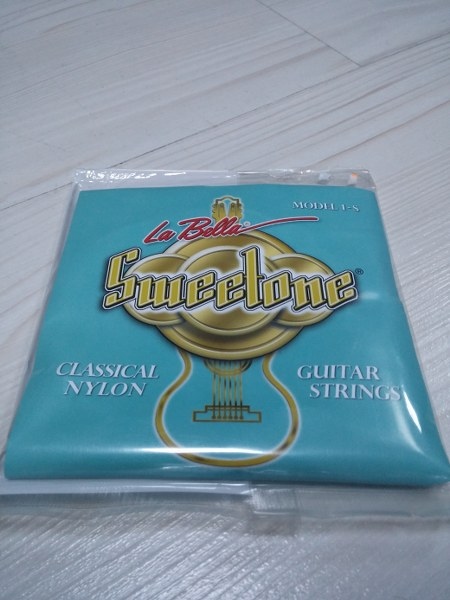 MODEL 1-S
La Bella®
Sweetone®
CLASSICAL NYLON
GUITAR STRINGS